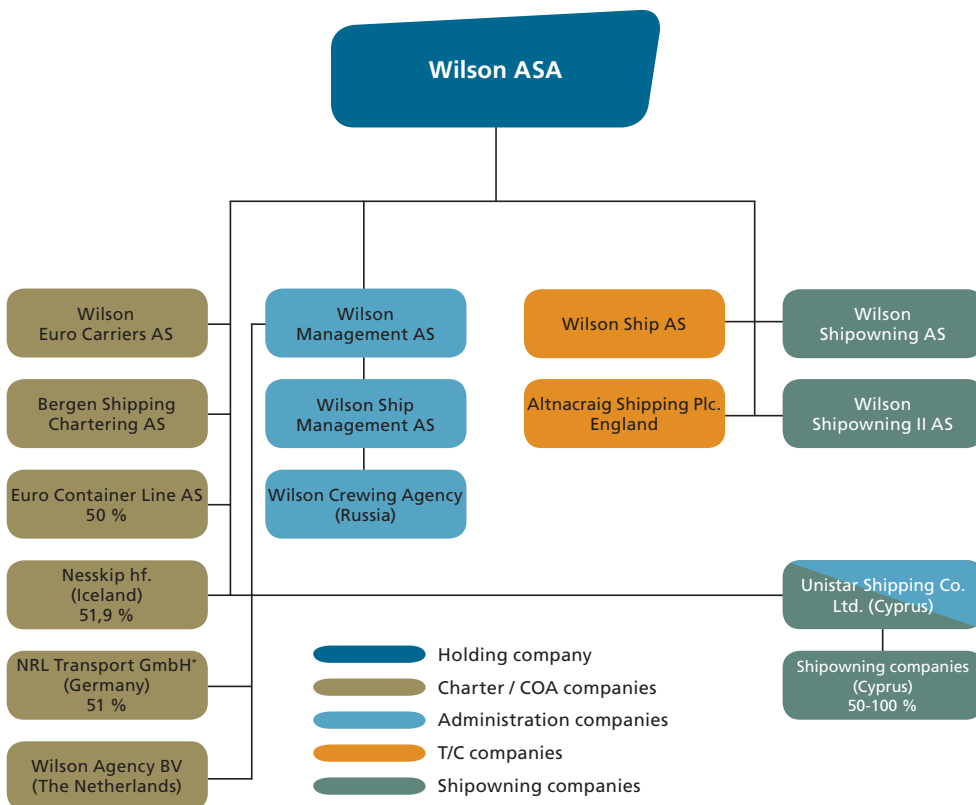 Wilson ASA
Wilson
Euro Carriers AS
Wilson
Management AS
Wilson Ship AS
Wilson
Shipowning AS
Bergen Shipping
Chartering AS
Wilson Ship
Management AS
Altnacraig Shipping Plc.
England
Wilson
Shipowning II AS
Euro Container Line AS
50 %
Wilson Crewing Agency
(Russia)
Nesskip hf.
(Iceland)
51,9 %
Unistar Shipping Co.
Ltd. (Cyprus)
NRL Transport GmbH*
(Germany)
51 %
Shipowning companies
(Cyprus)
50-100 %
Wilson Agency BV
(The Netherlands)
Holding company
Charter / COA companies
Administration companies
T/C companies
Shipowning companies